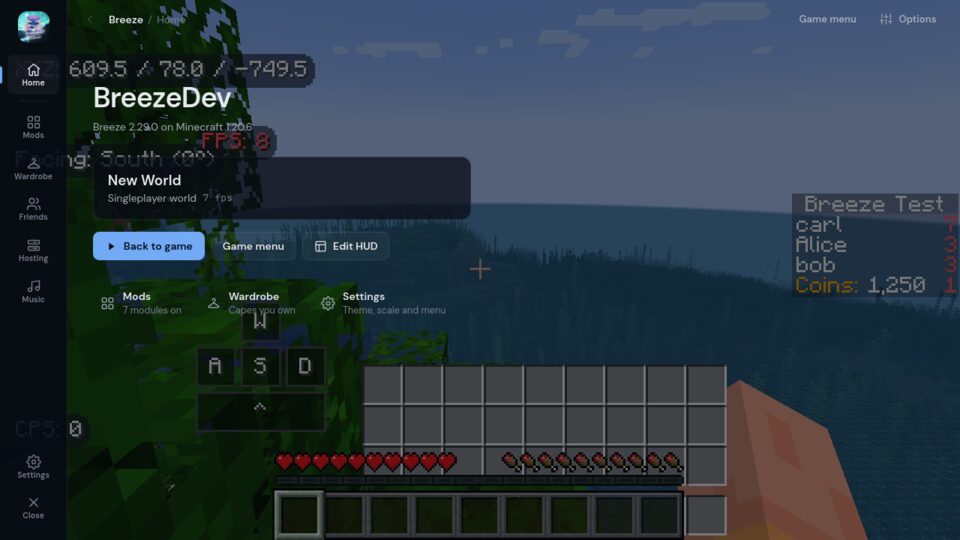 Breeze / Home
Game menu
Options
XYZ: 609.5 / 78.0 / -749.5
Home
BreezeDev
Breeze 2.29.0 on Minecraft 1.20.6
FPS: 8
Mods
Facing: South (0°)
Wardrobe
New World
Singleplayer world 7 fps
Friends
Breeze Test
carl 7
Alice 3
bob 3
Coins: 1,250 1
Back to game
Game menu
Edit HUD
Hosting
Music
Mods
7 modules on
Wardrobe
Capes you own
Settings
Theme, scale and menu
W
A
S
D
^
CPS: 0
Settings
Close